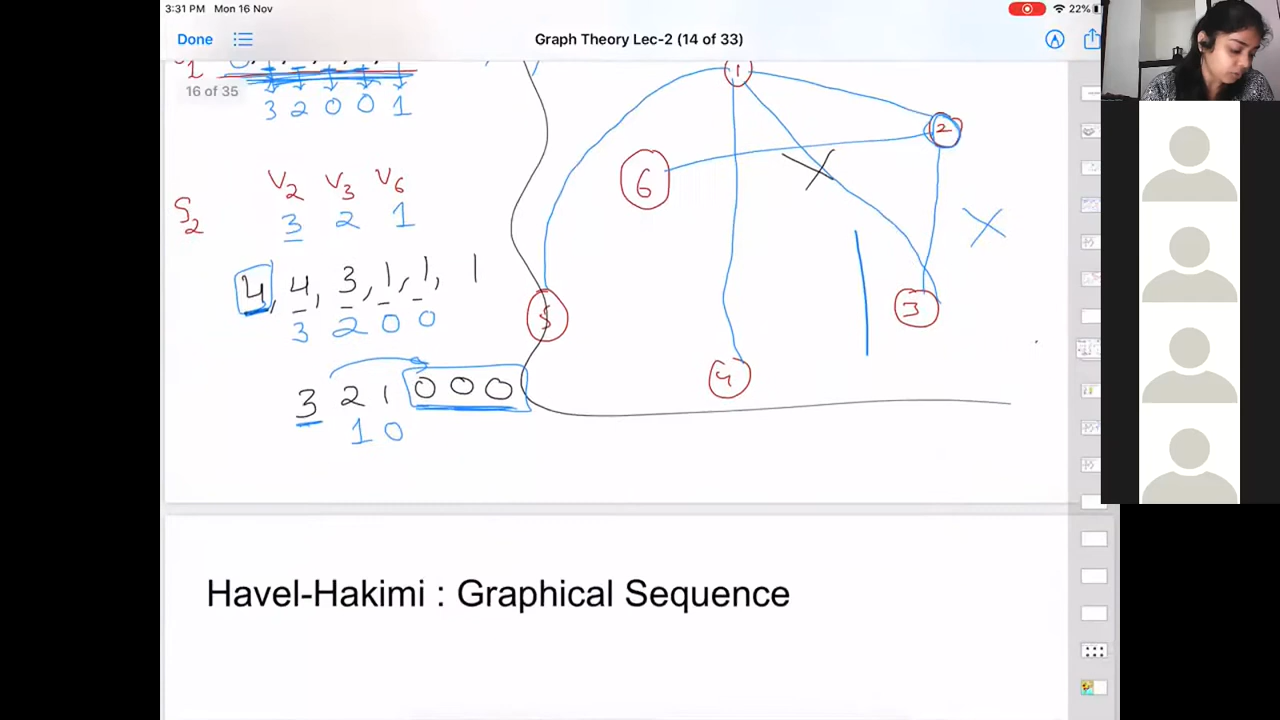 3:31 PM Mon 16 Nov
22%
Done
Graph Theory Lec-2 (14 of 33)
16 of 35
3 2 0 0 1
V2 V3 V6
S2 3 2 1
4, 4, 3, 1, 1, 1
3 2 0 0
3 2 1 0 0 0
1 0
1
2
6
5
3
4
Havel-Hakimi : Graphical Sequence